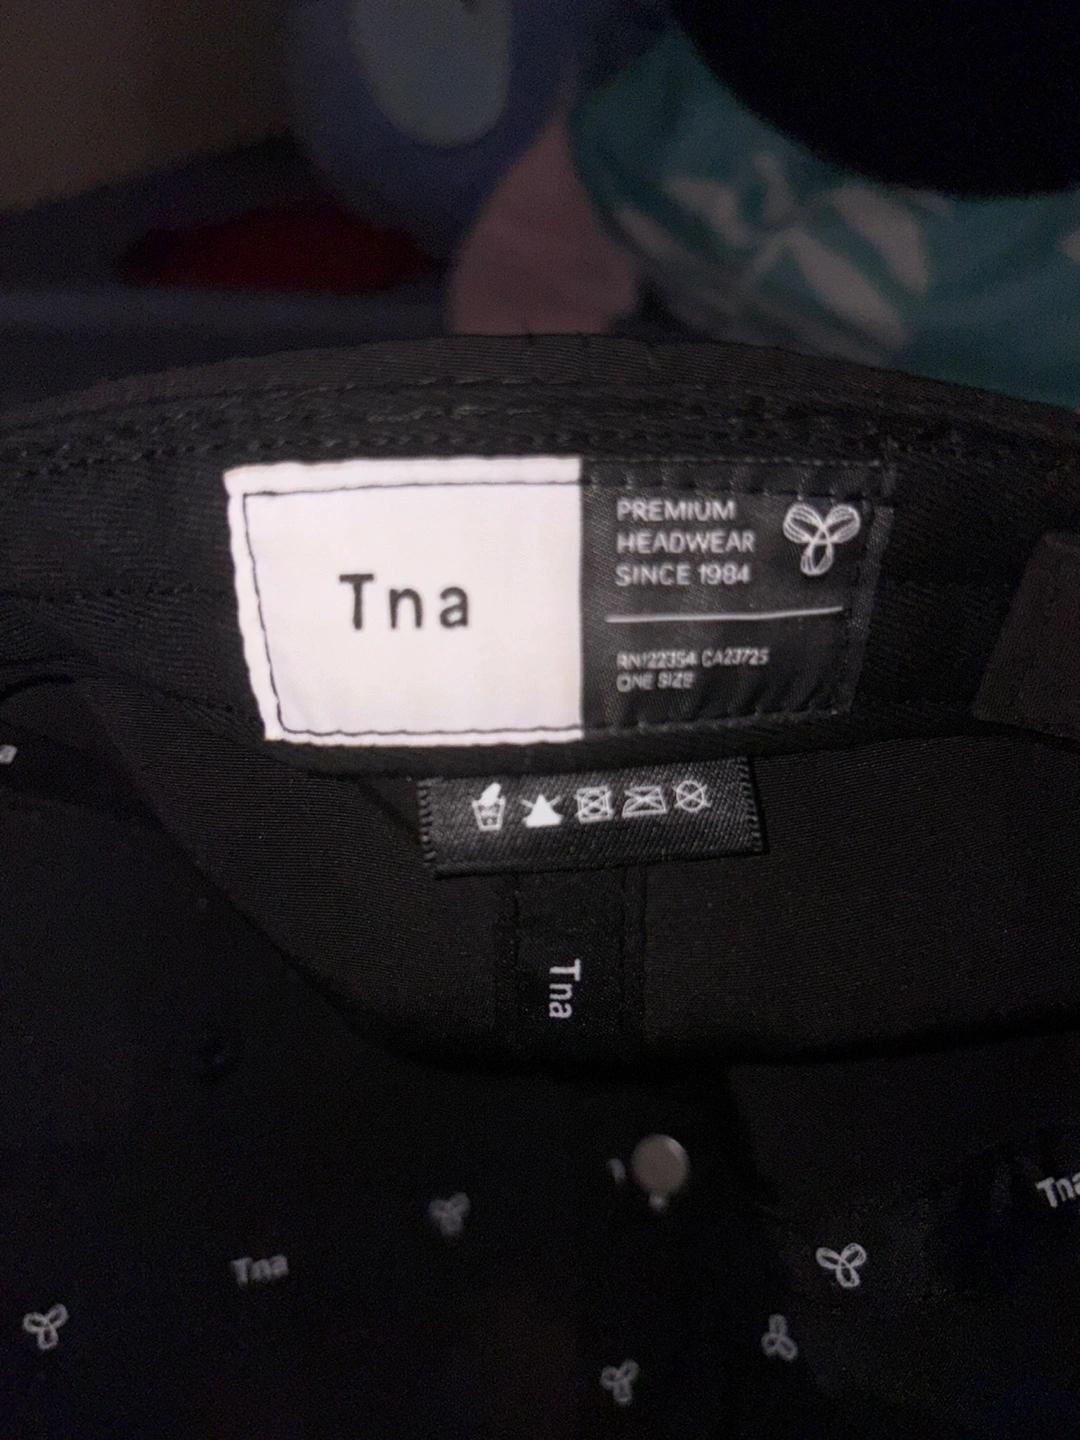 Tna
PREMIUM
HEADWEAR
SINCE 1984
RN122354 CA23725
ONE SIZE
Tna
Tna
Tna
a